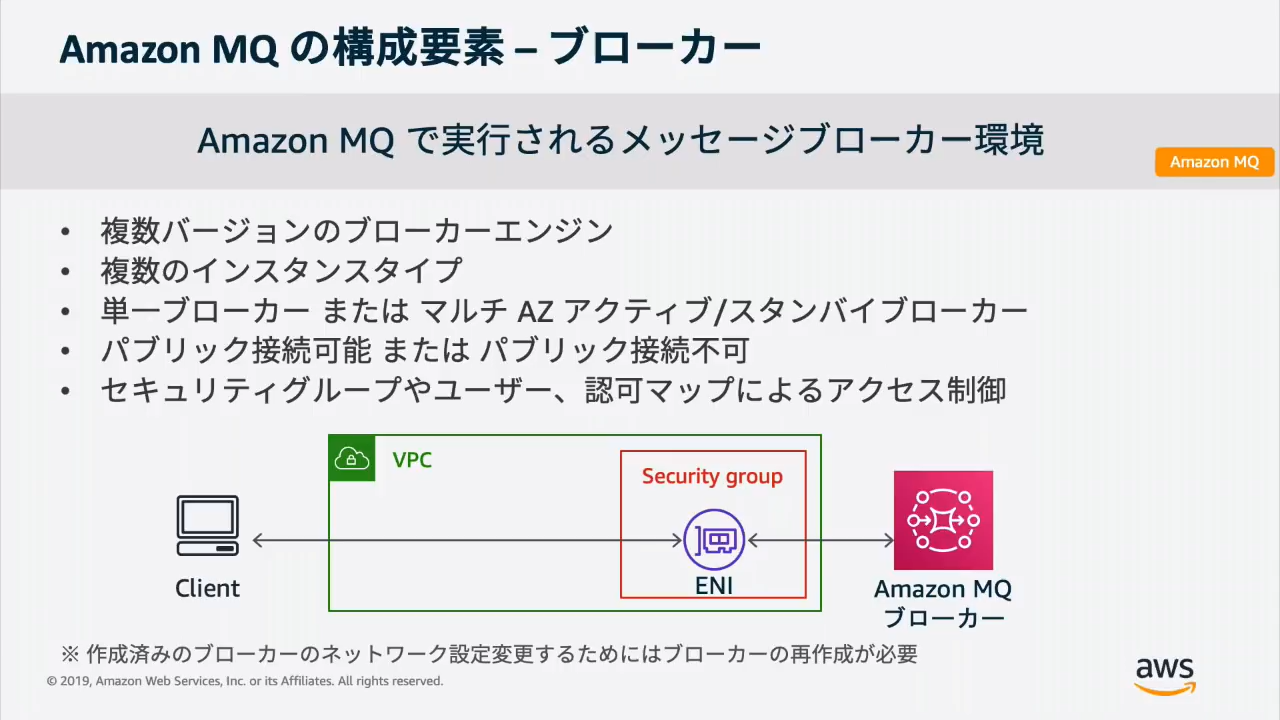 Amazon MQ の構成要素 – ブローカー
Amazon MQ で実行されるメッセージブローカー環境
Amazon MQ
• 複数バージョンのブローカーエンジン
• 複数のインスタンスタイプ
• 単一ブローカー または マルチ AZ アクティブ/スタンバイブローカー
• パブリック接続可能 または パブリック接続不可
• セキュリティグループやユーザー、認可マップによるアクセス制御
VPC
Security group
Client
ENI
Amazon MQ
ブローカー
※ 作成済みのブローカーのネットワーク設定変更するためにはブローカーの再作成が必要
© 2019, Amazon Web Services, Inc. or its Affiliates. All rights reserved.
aws